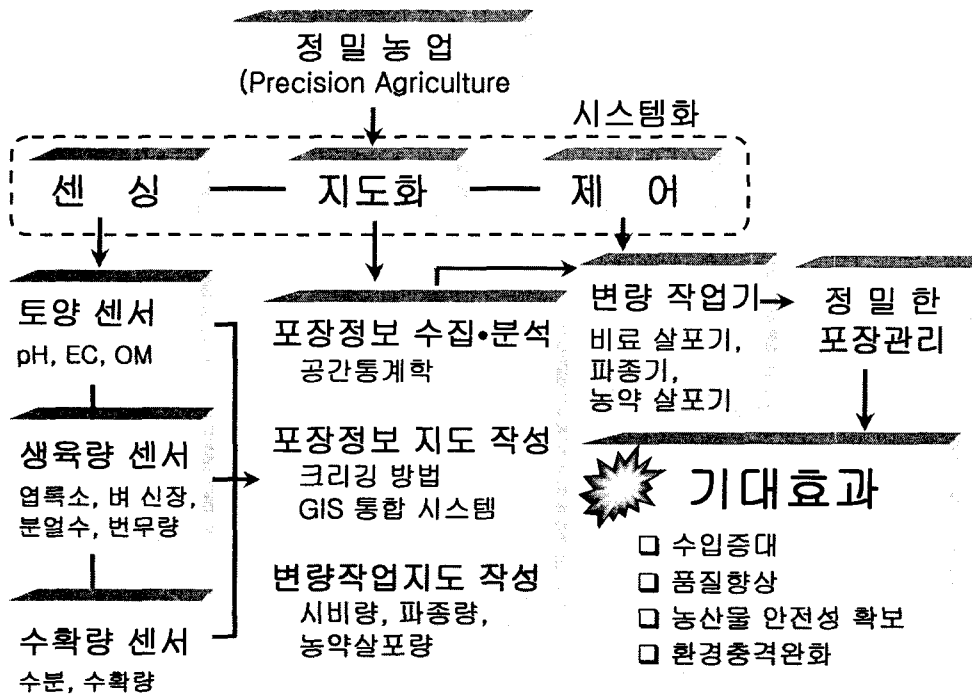 정밀농업
(Precision Agriculture
시스템화
센 싱
지도화
제 어
토양 센서
pH, EC, OM
생육량 센서
엽록소, 벼 신장,
분얼수, 번무량
수확량 센서
수분, 수확량
포장정보 수집•분석
공간통계학
포장정보 지도 작성
크리깅 방법
GIS 통합 시스템
변량작업지도 작성
시비량, 파종량,
농약살포량
변량 작업기
비료 살포기,
파종기,
농약 살포기
정 밀 한
포장관리
기대효과
❑ 수입증대
❑ 품질향상
❑ 농산물 안전성 확보
❑ 환경충격완화